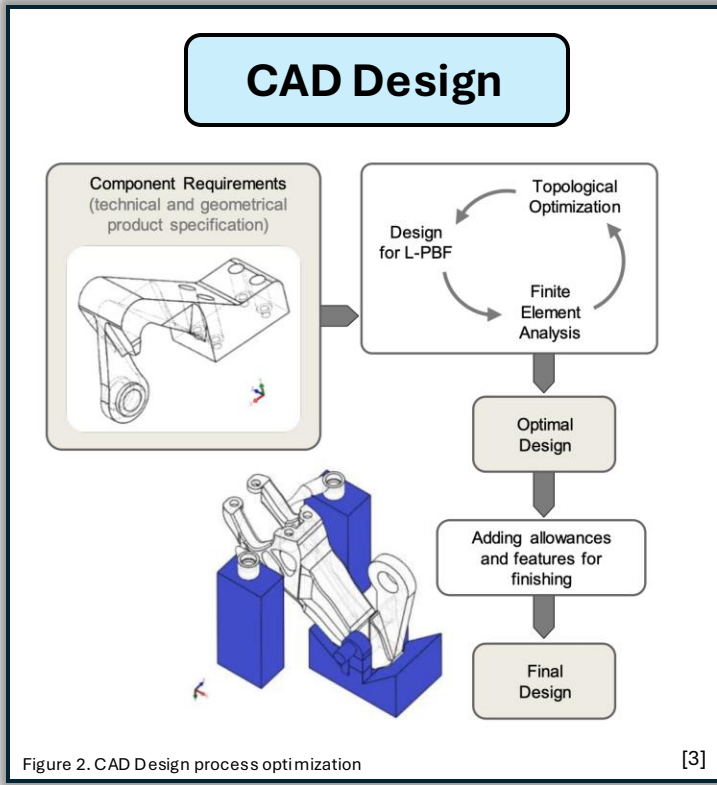 CAD Design
Component Requirements
(technical and geometrical
product specification)
Topological
Optimization
Design
for L-PBF
Finite
Element
Analysis
Optimal
Design
Adding allowances
and features for
finishing
Final
Design
Figure 2. CAD Design process optimization
[3]